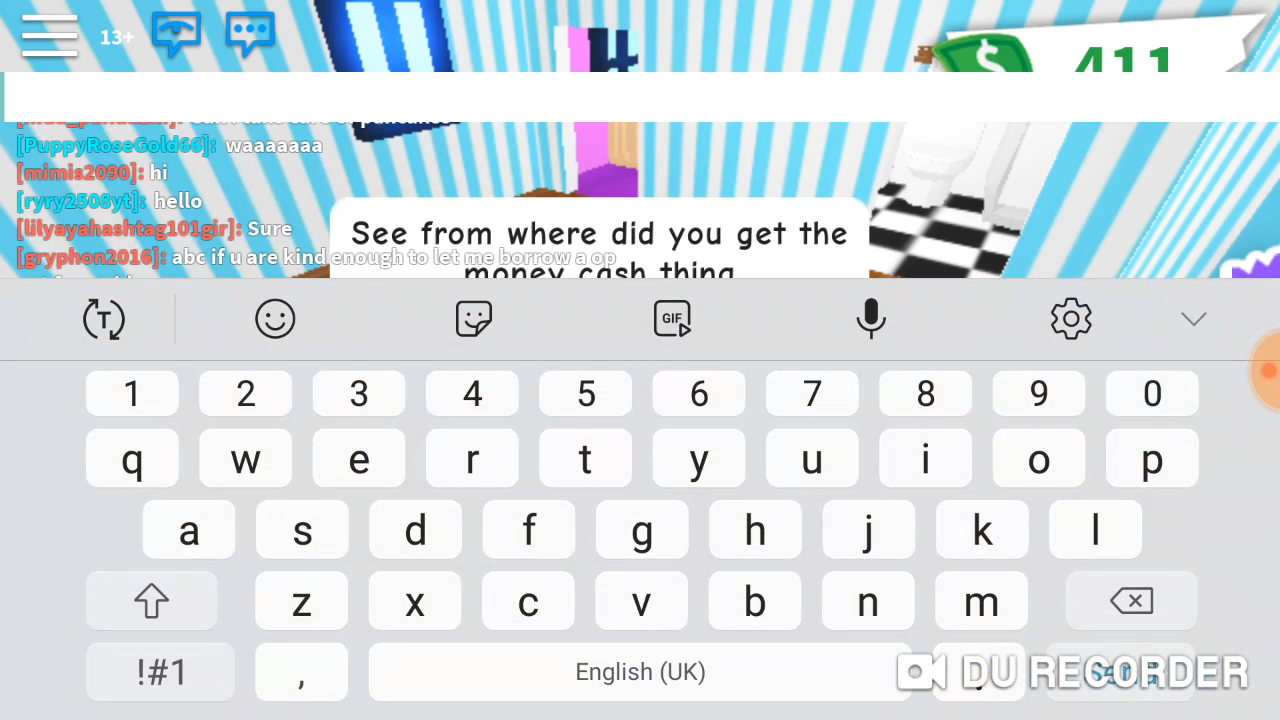 13+
411
[PuppyRoseGold66]: waaaaaaa
[mimis2090]: hi
[ryry2508yt]: hello
[lilyayahashtag101gir]: Sure
[gryphon2016]: abc if u are kind enough to let me borrow a op
See from where did you get the
money cash thing
T
GIF
1 2 3 4 5 6 7 8 9 0
q w e r t y u i o p
a s d f g h j k l
z x c v b n m
!#1 , English (UK) . Send
DU RECORDER